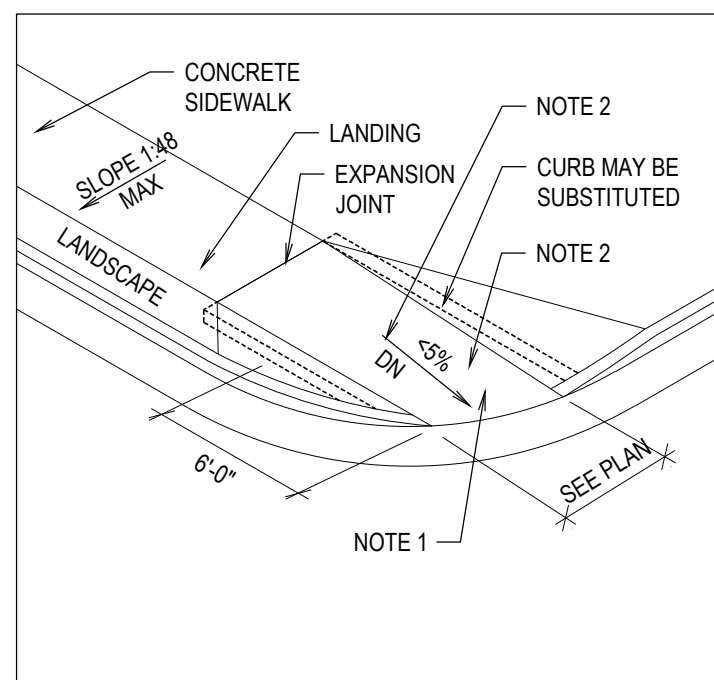 CONCRETE
SIDEWALK
NOTE 2
LANDING
SLOPE 1:48
MAX
EXPANSION
JOINT
CURB MAY BE
SUBSTITUTED
LANDSCAPE
NOTE 2
<5%
DN
6'-0"
SEE PLAN
NOTE 1